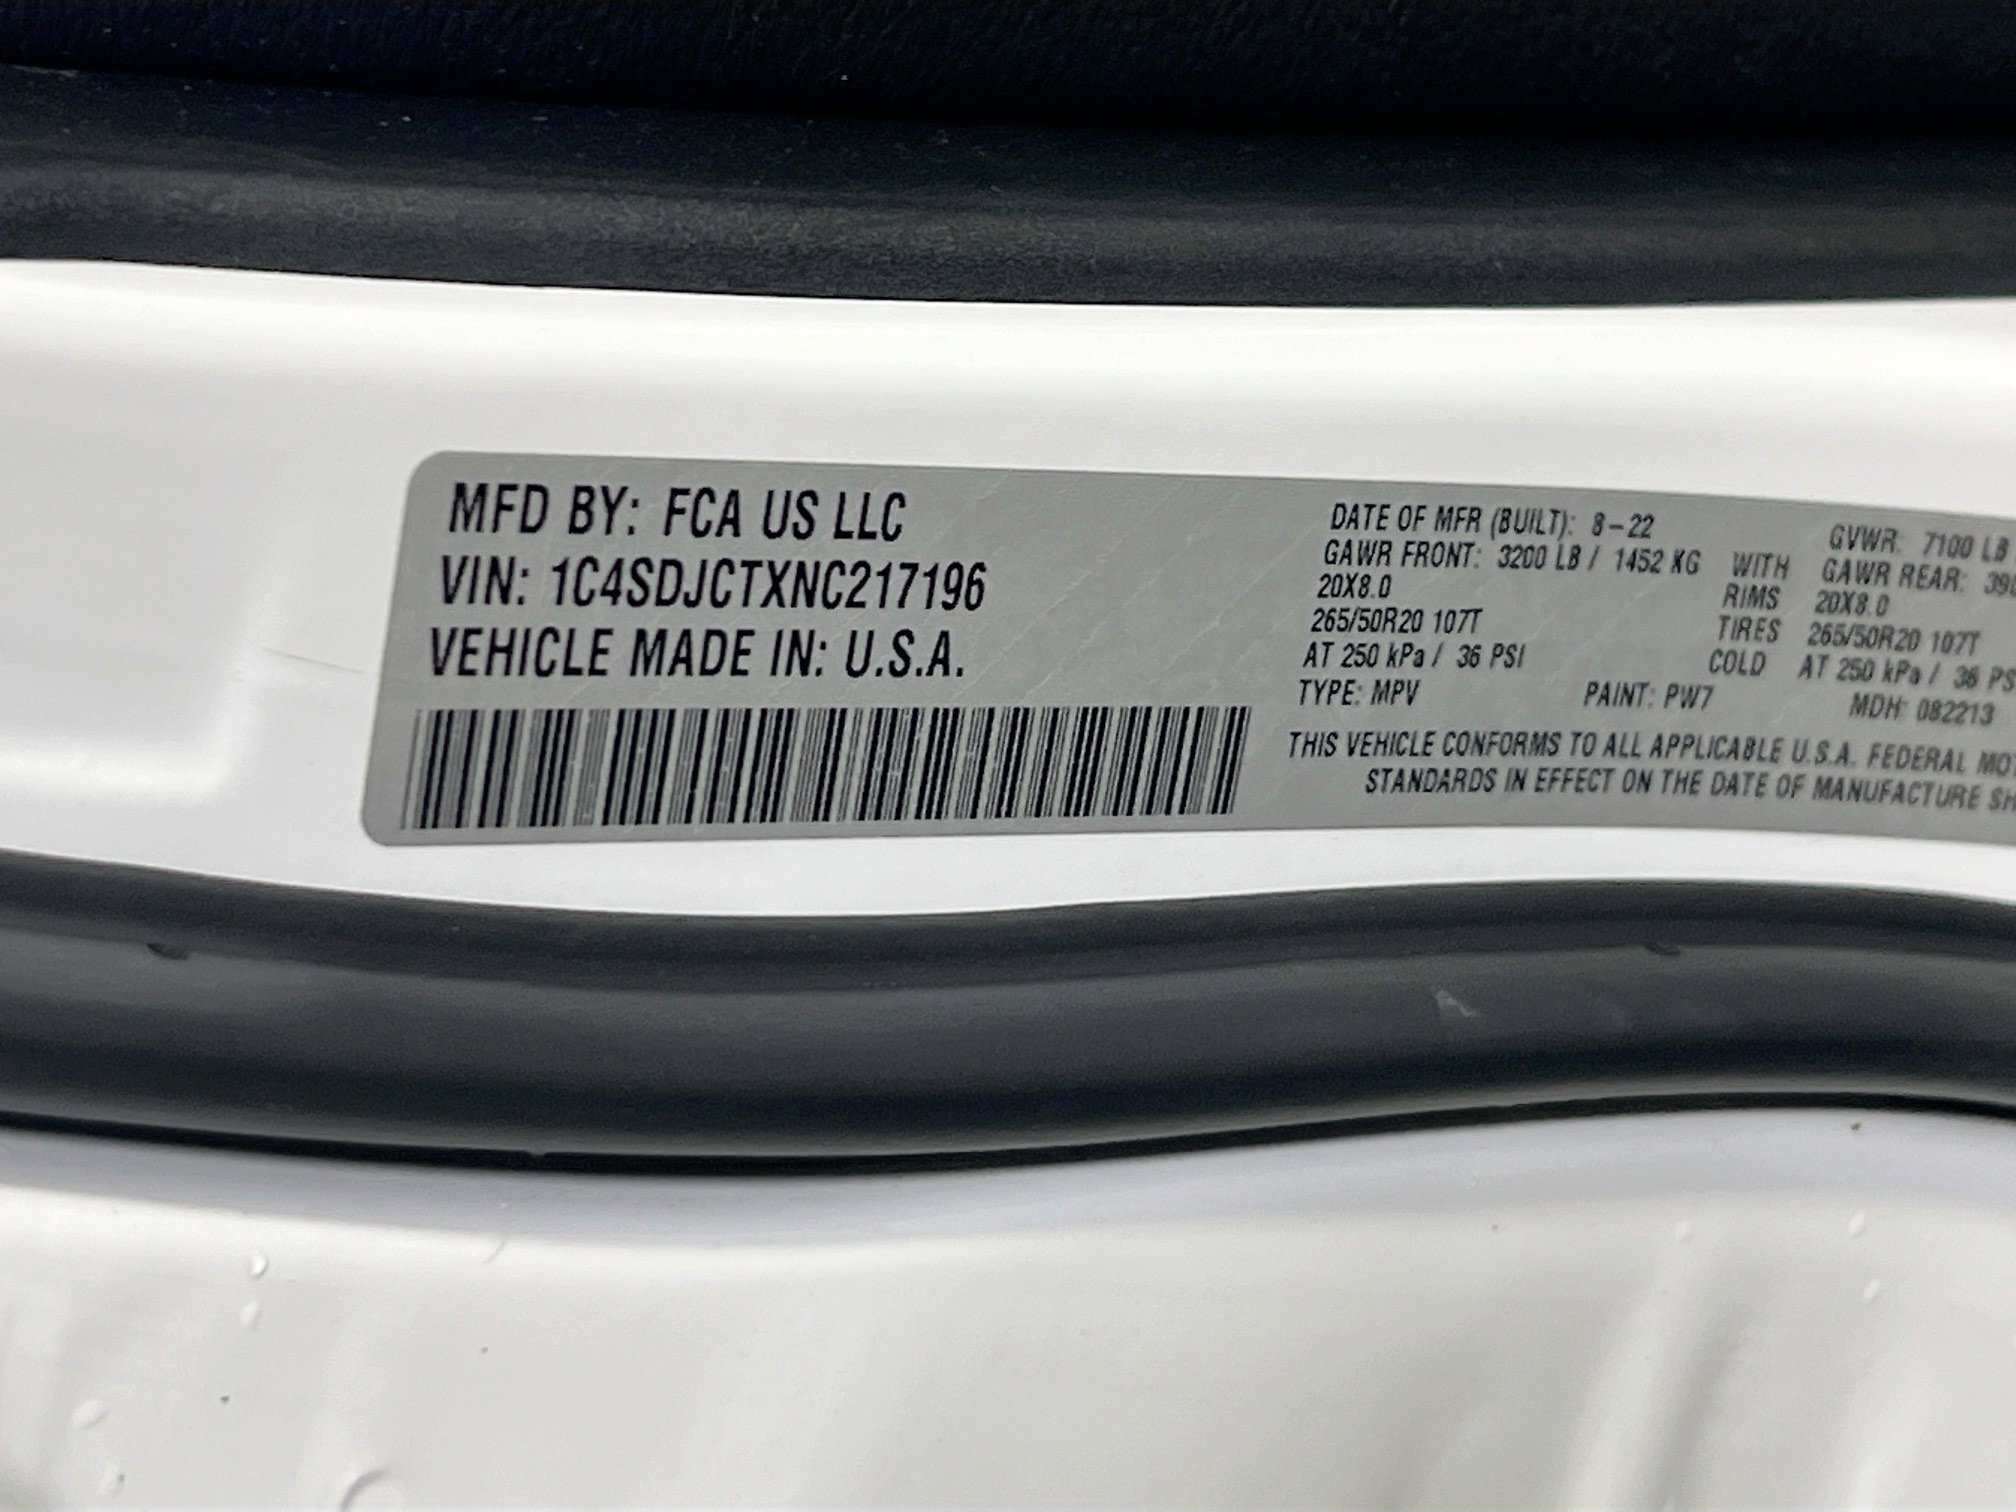 MFD BY: FCA US LLC
VIN: 1C4SDJCTXNC217196
VEHICLE MADE IN: U.S.A.
DATE OF MFR (BUILT): 8-22 GVWR: 7100 LB
GAWR FRONT: 3200 LB / 1452 KG WITH GAWR REAR:
20X8.0 RIMS 20X8.0
265/50R20 107T TIRES 265/50R20 107T
AT 250 kPa / 36 PSI COLD AT 250 kPa / 36
TYPE: MPV PAINT: PW7 MDH: 082213
THIS VEHICLE CONFORMS TO ALL APPLICABLE U.S.A. FEDERAL
STANDARDS IN EFFECT ON THE DATE OF MANUFACTURE